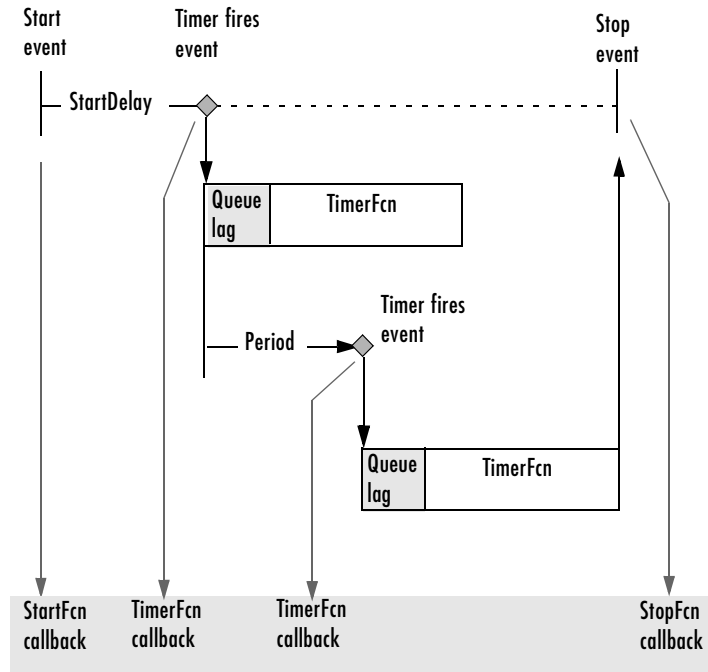 Start
event
Timer fires
event
Stop
event
StartDelay
Queue
lag
TimerFcn
Timer fires
event
Period
Queue
lag
TimerFcn
StartFcn
callback
TimerFcn
callback
TimerFcn
callback
StopFcn
callback